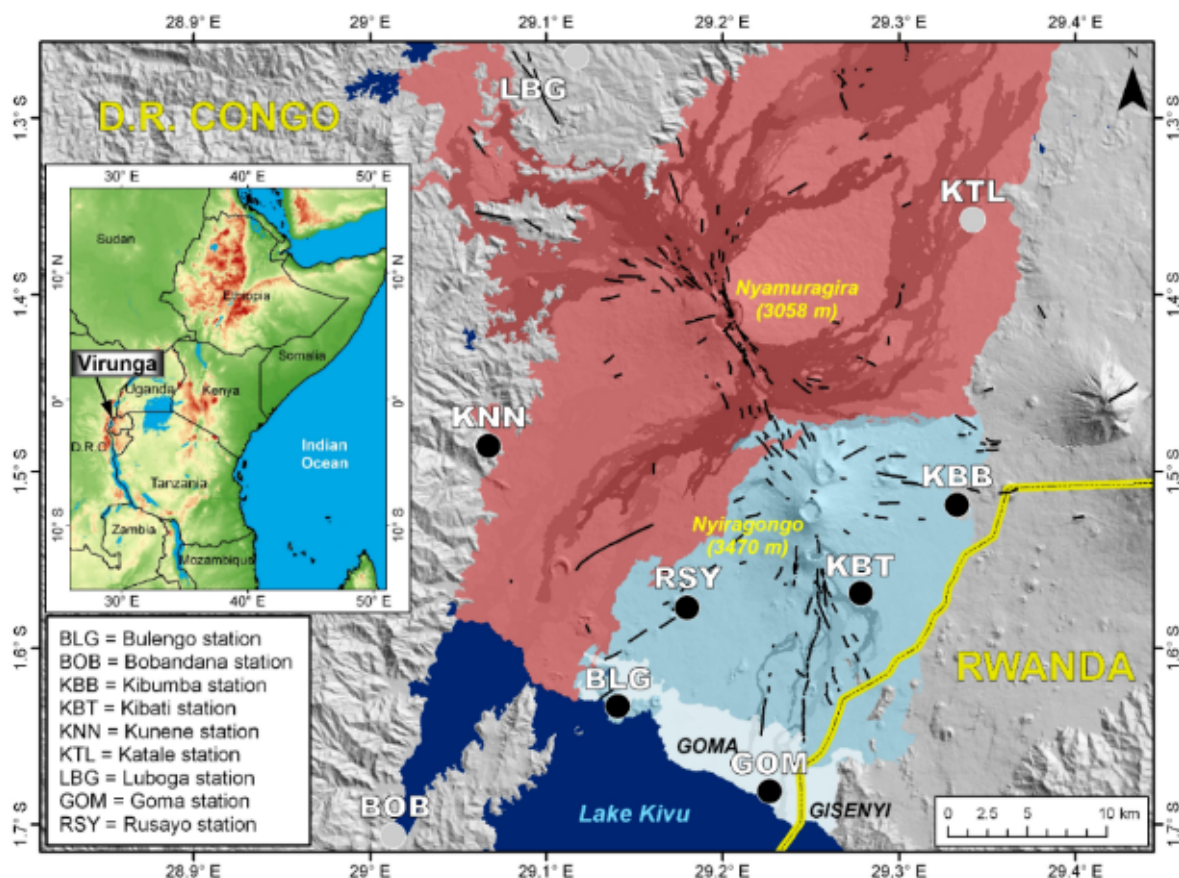 28.9° E 29.1° E 29.2° E 29.3° E 29.4° E
N
LBG
1.3° S 1.3° S
D.R. CONGO
30° E 40° E 50° E
KTL
Sudan
10° N 10° N
Nyamuragira
(3058 m)
1.4° S 1.4° S
Ethiopia
Somalia
Virunga
Uganda Kenya
0° 0°
KNN
D.R.C
Indian
Ocean
1.5° S 1.5° S
KBB
Tanzania
Nyiragongo
(3470 m)
10° S 10° S
Zambia
KBT
RSY
Mozambique
30° E 40° E 50° E
BLG = Bulengo station
BOB = Bobandana station
KBB = Kibumba station
KBT = Kibati station
KNN = Kunene station
KTL = Katale station
LBG = Luboga station
GOM = Goma station
RSY = Rusayo station
1.6° S 1.6° S
RWANDA
BLG
GOMA
GOM
BOB
Lake Kivu
GISENYI
0 2.5 5 10 km
1.7° S 1.7° S
28.9° E 29.1° E 29.2° E 29.3° E 29.4° E